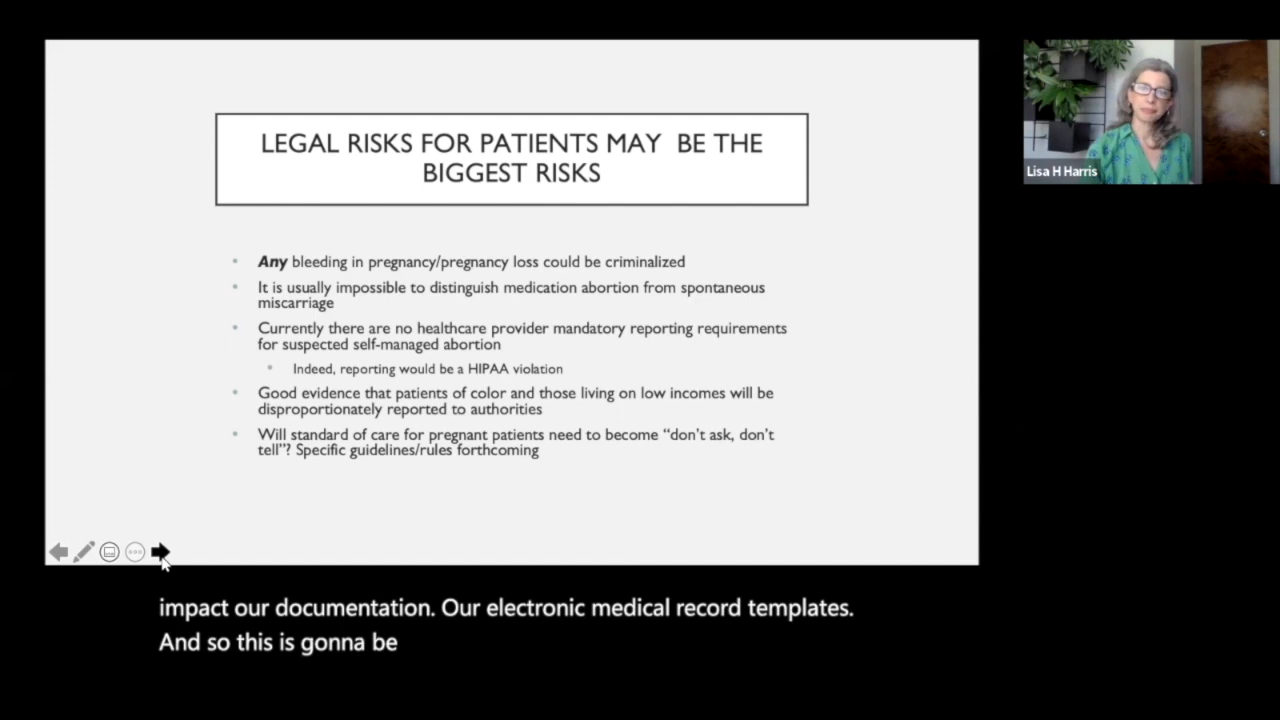 LEGAL RISKS FOR PATIENTS MAY  BE THE
BIGGEST RISKS
Lisa H Harris
• Any bleeding in pregnancy/pregnancy loss could be criminalized
• It is usually impossible to distinguish medication abortion from spontaneous
miscarriage
• Currently there are no healthcare provider mandatory reporting requirements
for suspected self-managed abortion
• Indeed, reporting would be a HIPAA violation
• Good evidence that patients of color and those living on low incomes will be
disproportionately reported to authorities
• Will standard of care for pregnant patients need to become “don’t ask, don’t
tell”? Specific guidelines/rules forthcoming
impact our documentation. Our electronic medical record templates.
And so this is gonna be